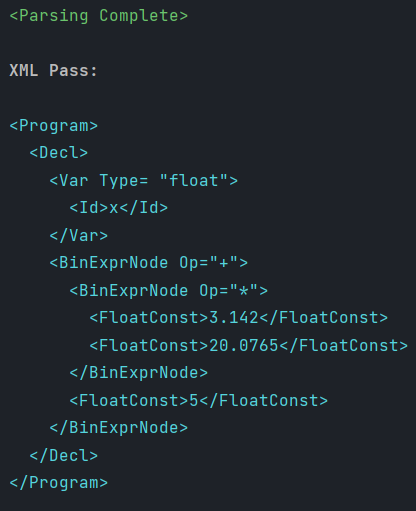 <Parsing Complete>
XML Pass:
<Program>
  <Decl>
    <Var Type= "float">
      <Id>x</Id>
    </Var>
    <BinExprNode Op="+">
      <BinExprNode Op="*">
        <FloatConst>3.142</FloatConst>
        <FloatConst>20.0765</FloatConst>
      </BinExprNode>
      <FloatConst>5</FloatConst>
    </BinExprNode>
  </Decl>
</Program>